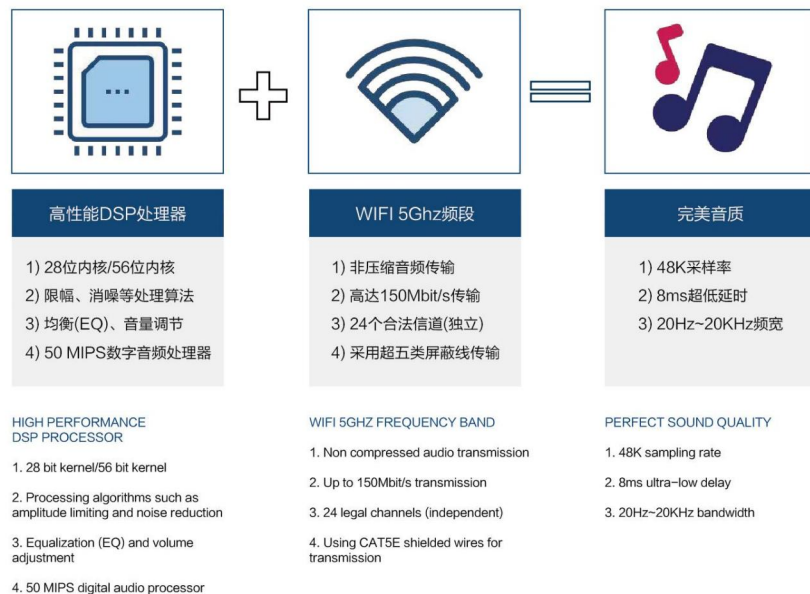 高性能DSP处理器
1) 28位内核/56位内核
2) 限幅、消噪等处理算法
3) 均衡(EQ)、音量调节
4) 50 MIPS数字音频处理器
WIFI 5Ghz频段
1) 非压缩音频传输
2) 高达150Mbit/s传输
3) 24个合法信道(独立)
4) 采用超五类屏蔽线传输
完美音质
1) 48K采样率
2) 8ms超低延时
3) 20Hz~20KHz频宽
HIGH PERFORMANCE
DSP PROCESSOR
1. 28 bit kernel/56 bit kernel
2. Processing algorithms such as
amplitude limiting and noise reduction
3. Equalization (EQ) and volume
adjustment
4. 50 MIPS digital audio processor
WIFI 5GHZ FREQUENCY BAND
1. Non compressed audio transmission
2. Up to 150Mbit/s transmission
3. 24 legal channels (independent)
4. Using CAT5E shielded wires for
transmission
PERFECT SOUND QUALITY
1. 48K sampling rate
2. 8ms ultra-low delay
3. 20Hz~20KHz bandwidth